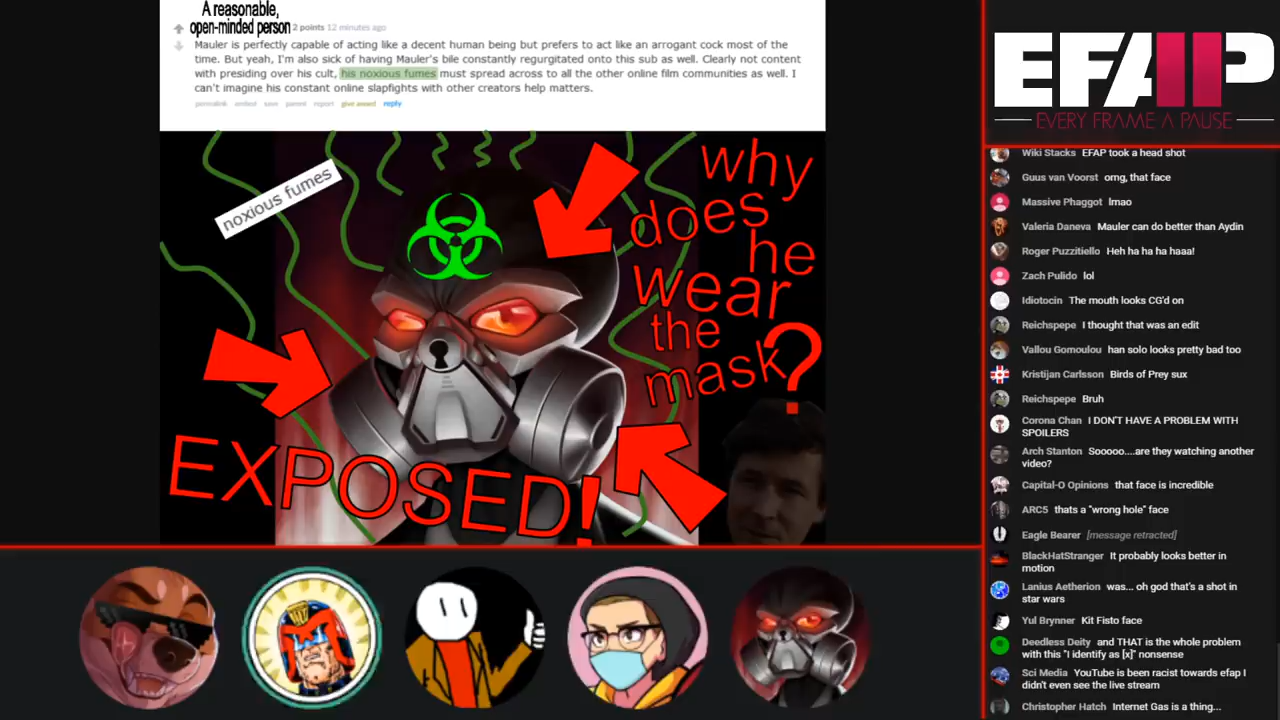 A reasonable,
open-minded person 2 points 12 minutes ago
Mauler is perfectly capable of acting like a decent human being but prefers to act like an arrogant cock most of the
time. But yeah, I'm also sick of having Mauler's bile constantly regurgitated onto this sub as well. Clearly not content
with presiding over his cult, his noxious fumes must spread across to all the other online film communities as well. I
can't imagine his constant online slapfights with other creators help matters.
permalink embed save parent report give award reply
noxious fumes
why
does
he
wear
the
mask?
EXPOSED!
EFAP
EVERY FRAME A PAUSE
Wiki Stacks EFAP took a head shot
Guus van Voorst omg, that face
Massive Phaggot lmao
Valeria Daneva Mauler can do better than Aydin
Roger Puzzitiello Heh ha ha ha haaa!
Zach Pulido lol
Idiotocin The mouth looks CG'd on
Reichspepe I thought that was an edit
Vallou Gomoulou han solo looks pretty bad too
Kristijan Carlsson Birds of Prey sux
Reichspepe Bruh
Corona Chan I DON'T HAVE A PROBLEM WITH
SPOILERS
Arch Stanton Sooooo....are they watching another
video?
Capital-O Opinions that face is incredible
ARC5 thats a "wrong hole" face
Eagle Bearer [message retracted]
BlackHatStranger It probably looks better in
motion
Lanius Aetherion was... oh god that's a shot in
star wars
Yul Brynner Kit Fisto face
Deedless Deity and THAT is the whole problem
with this "I identify as [x]" nonsense
Sci Media YouTube is been racist towards efap I
didn't even see the live stream
Christopher Hatch Internet Gas is a thing...